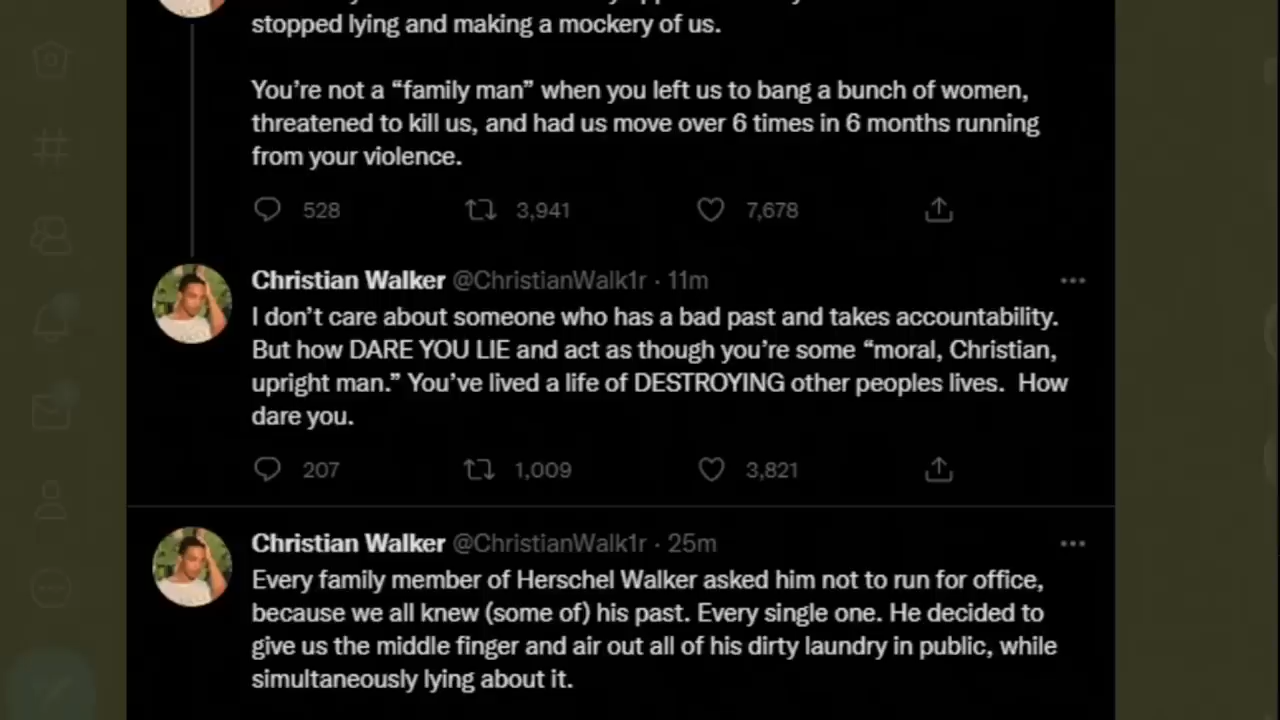 stopped lying and making a mockery of us.
You're not a “family man” when you left us to bang a bunch of women,
threatened to kill us, and had us move over 6 times in 6 months running
from your violence.
528 3,941 7,678
Christian Walker @ChristianWalk1r · 11m
I don't care about someone who has a bad past and takes accountability.
But how DARE YOU LIE and act as though you're some “moral, Christian,
upright man.” You've lived a life of DESTROYING other peoples lives. How
dare you.
207 1,009 3,821
Christian Walker @ChristianWalk1r · 25m
Every family member of Herschel Walker asked him not to run for office,
because we all knew (some of) his past. Every single one. He decided to
give us the middle finger and air out all of his dirty laundry in public, while
simultaneously lying about it.